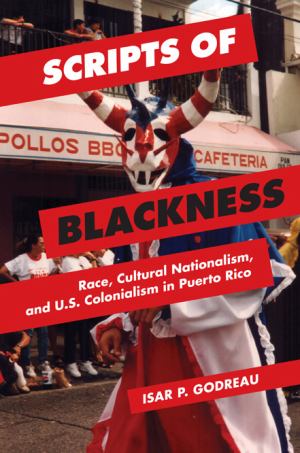 SCRIPTS OF
POLLOS BBQ
CAFETERIA
BLACKNESS
Race, Cultural Nationalism,
and U.S. Colonialism in Puerto Rico
ISAR P. GODREAU